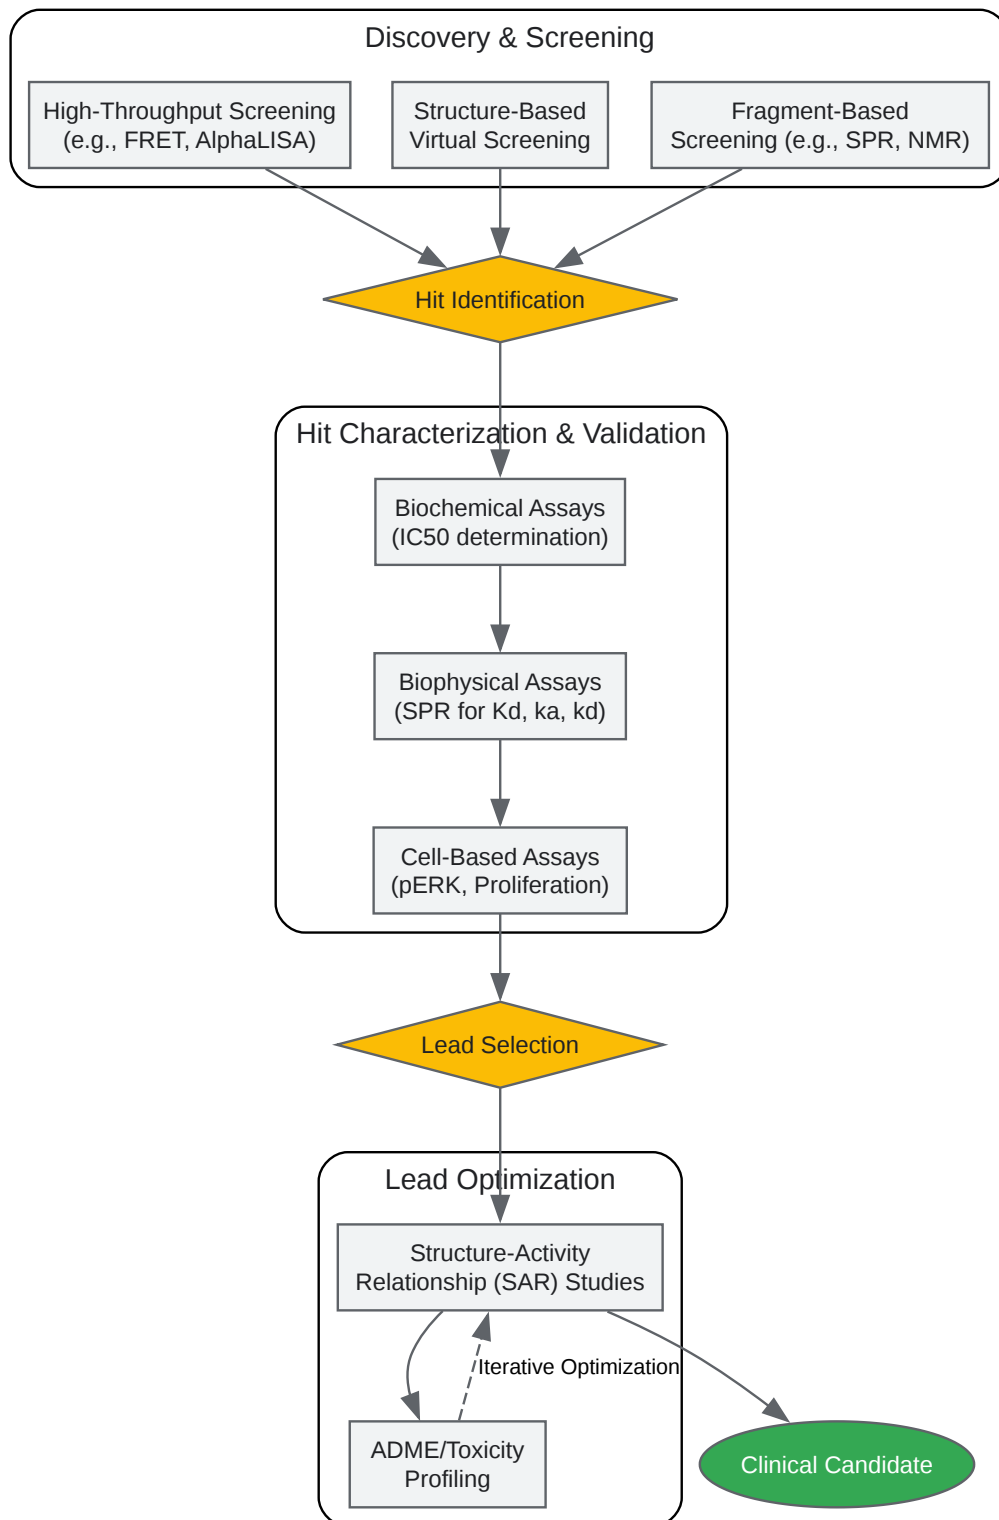 Discovery & Screening
High-Throughput Screening
(e.g., FRET, AlphaLISA)
Structure-Based
Virtual Screening
Fragment-Based
Screening (e.g., SPR, NMR)
Hit Identification
Hit Characterization & Validation
Biochemical Assays
(IC50 determination)
Biophysical Assays
(SPR for Kd, ka, kd)
Cell-Based Assays
(pERK, Proliferation)
Lead Selection
Lead Optimization
Structure-Activity
Relationship (SAR) Studies
Iterative Optimization
ADME/Toxicity
Profiling
Clinical Candidate